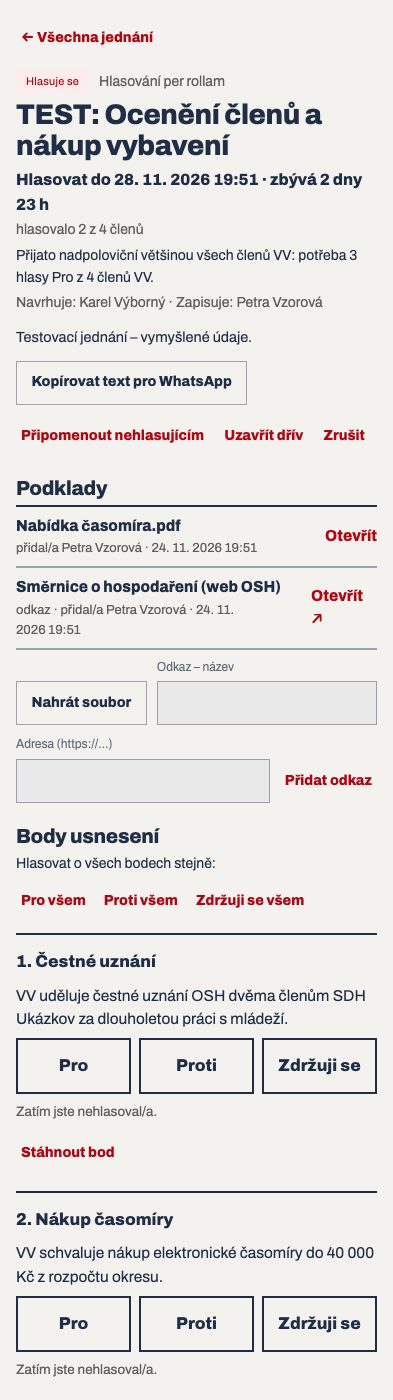 ← Všechna jednání
Hlasuje se Hlasování per rollam
TEST: Ocenění členů a
nákup vybavení
Hlasovat do 28. 11. 2026 19:51 · zbývá 2 dny
23 h
hlasovalo 2 z 4 členů
Přijato nadpoloviční většinou všech členů VV: potřeba 3
hlasy Pro z 4 členů VV.
Navrhuje: Karel Výborný · Zapisuje: Petra Vzorová
Testovací jednání – vymyšlené údaje.
Kopírovat text pro WhatsApp
Připomenout nehlasujícím Uzavřít dřív Zrušit
Podklady
Nabídka časomíra.pdf
přidal/a Petra Vzorová · 24. 11. 2026 19:51
Otevřít
Směrnice o hospodaření (web OSH)
odkaz · přidal/a Petra Vzorová · 24. 11.
2026 19:51
Otevřít
↗
Odkaz – název
Nahrát soubor
Adresa (https://…)
Přidat odkaz
Body usnesení
Hlasovat o všech bodech stejně:
Pro všem Proti všem Zdržuji se všem
1. Čestné uznání
VV uděluje čestné uznání OSH dvěma členům SDH
Ukázkov za dlouholetou práci s mládeží.
Pro Proti Zdržuji se
Zatím jste nehlasoval/a.
Stáhnout bod
2. Nákup časomíry
VV schvaluje nákup elektronické časomíry do 40 000
Kč z rozpočtu okresu.
Pro Proti Zdržuji se
Zatím jste nehlasoval/a.